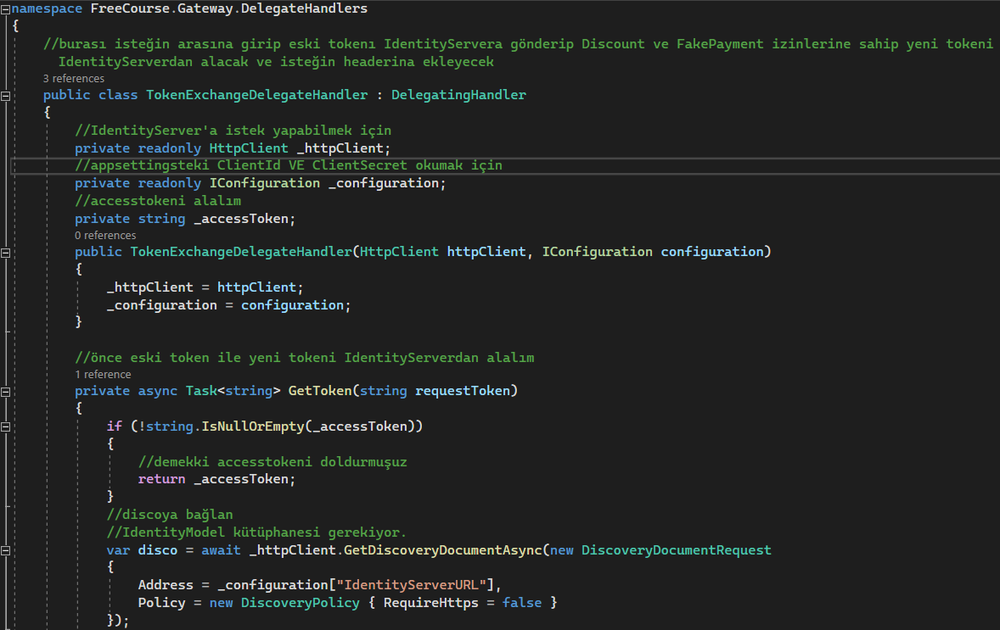 namespace FreeCourse.Gateway.DelegateHandlers
{
//burası isteğin arasına girip eski tokenı IdentityServera gönderip Discount ve FakePayment izinlerine sahip yeni tokeni
IdentityServerdan alacak ve isteğin headerina ekleyecek
3 references
public class TokenExchangeDelegateHandler : DelegatingHandler
{
//IdentityServer'a istek yapabilmek için
private readonly HttpClient _httpClient;
//appsettingsteki ClientId VE ClientSecret okumak için
private readonly IConfiguration _configuration;
//accesstokeni alalım
private string _accessToken;
0 references
public TokenExchangeDelegateHandler(HttpClient httpClient, IConfiguration configuration)
{
_httpClient = httpClient;
_configuration = configuration;
}
//önce eski token ile yeni tokeni IdentityServerdan alalım
1 reference
private async Task<string> GetToken(string requestToken)
{
if (!string.IsNullOrEmpty(_accessToken))
{
//demekki accesstokeni doldurmuşuz
return _accessToken;
}
//discoya bağlan
//IdentityModel kütüphanesi gerekiyor.
var disco = await _httpClient.GetDiscoveryDocumentAsync(new DiscoveryDocumentRequest
{
Address = _configuration["IdentityServerURL"],
Policy = new DiscoveryPolicy { RequireHttps = false }
});